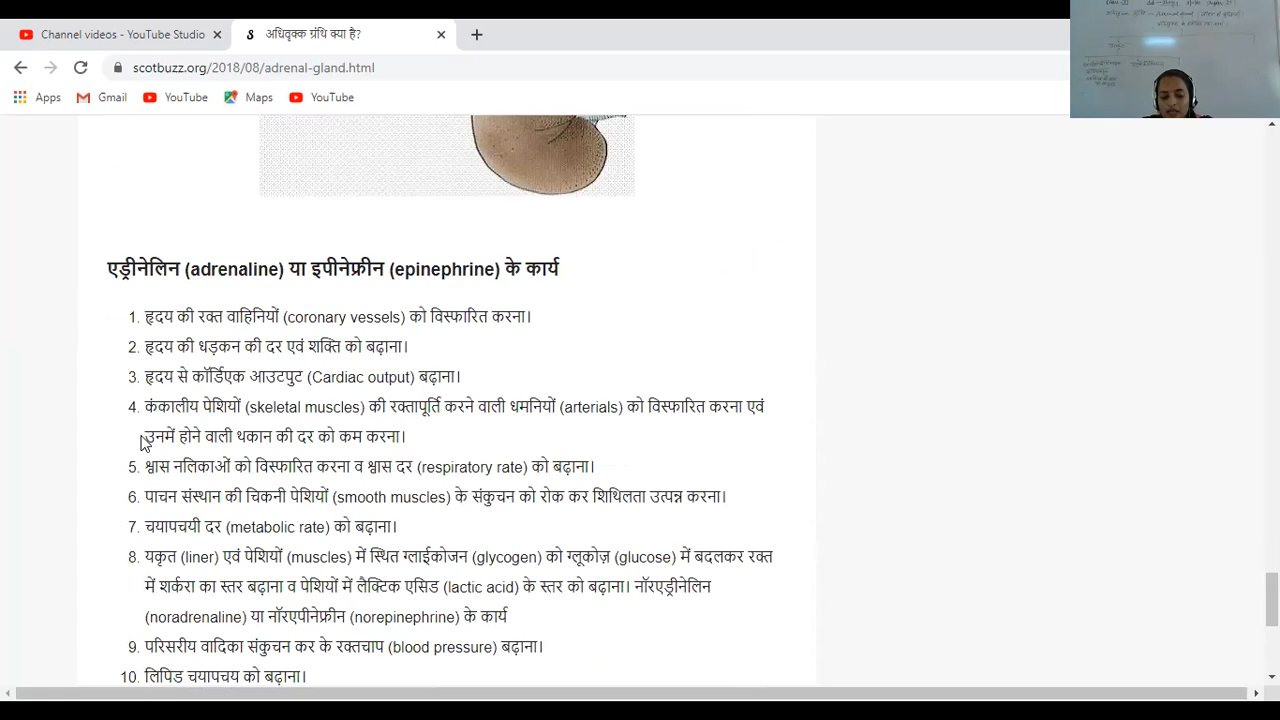 Channel videos - YouTube Studio
अधिवृक्क ग्रंथि क्या है?
scotbuzz.org/2018/08/adrenal-gland.html
Apps Gmail YouTube Maps YouTube
एड्रीनेलिन (adrenaline) या इपीनेफ्रीन (epinephrine) के कार्य
1. हृदय की रक्त वाहिनियों (coronary vessels) को विस्फारित करना।
2. हृदय की धड़कन की दर एवं शक्ति को बढ़ाना।
3. हृदय से कॉर्डिएक आउटपुट (Cardiac output) बढ़ाना।
4. कंकालीय पेशियों (skeletal muscles) की रक्तापूर्ति करने वाली धमनियों (arterials) को विस्फारित करना एवं
उनमें होने वाली थकान की दर को कम करना।
5. श्वास नलिकाओं को विस्फारित करना व श्वास दर (respiratory rate) को बढ़ाना।
6. पाचन संस्थान की चिकनी पेशियों (smooth muscles) के संकुचन को रोक कर शिथिलता उत्पन्न करना।
7. चयापचयी दर (metabolic rate) को बढ़ाना।
8. यकृत (liner) एवं पेशियों (muscles) में स्थित ग्लाईकोजन (glycogen) को ग्लूकोज़ (glucose) में बदलकर रक्त
में शर्करा का स्तर बढ़ाना व पेशियों में लैक्टिक एसिड (lactic acid) के स्तर को बढ़ाना। नॉरएड्रीनेलिन
(noradrenaline) या नॉरएपीनेफ्रीन (norepinephrine) के कार्य
9. परिसरीय वादिका संकुचन कर के रक्तचाप (blood pressure) बढ़ाना।
10. लिपिड चयापचय को बढ़ाना।